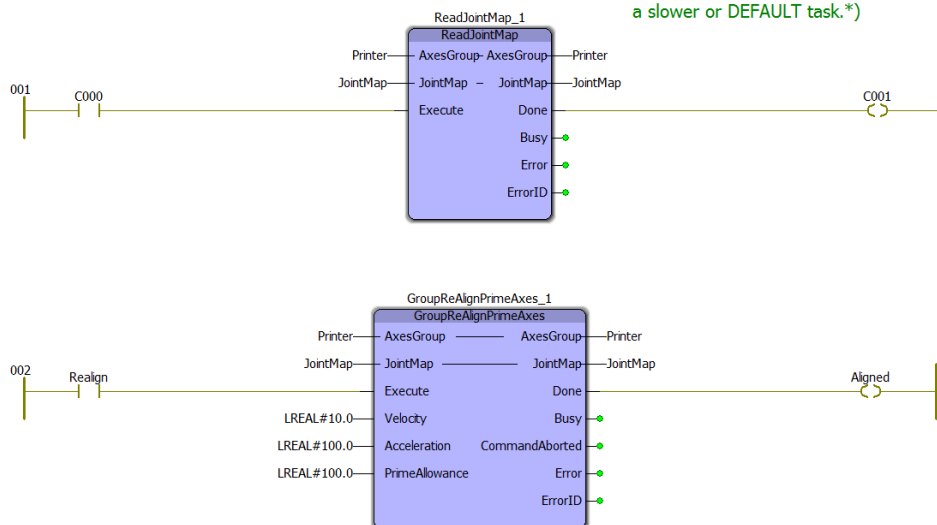 a slower or DEFAULT task.*)
ReadJointMap_1
ReadJointMap
Printer AxesGroup AxesGroup Printer
JointMap JointMap JointMap JointMap
001 C000 Execute Done C001
Busy
Error
ErrorID
GroupReAlignPrimeAxes_1
GroupReAlignPrimeAxes
Printer AxesGroup AxesGroup Printer
JointMap JointMap JointMap JointMap
002 Realign Execute Done Aligned
LREAL#10.0 Velocity Busy
LREAL#100.0 Acceleration CommandAborted
LREAL#100.0 PrimeAllowance Error
ErrorID